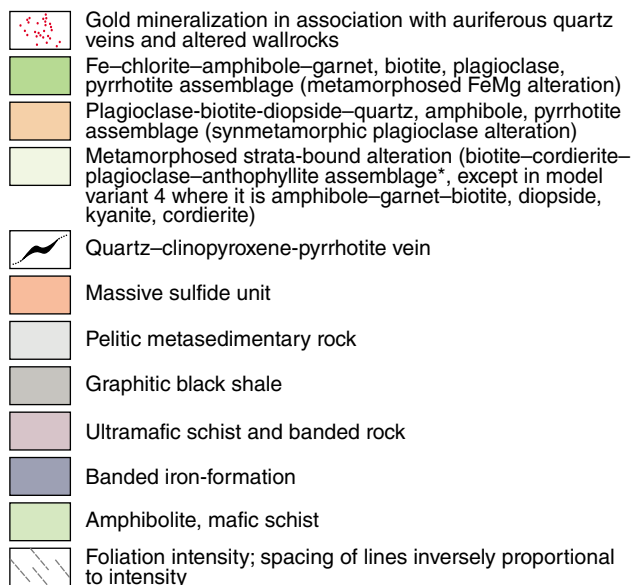 Gold mineralization in association with auriferous quartz
veins and altered wallrocks
Fe–chlorite–amphibole–garnet, biotite, plagioclase,
pyrrhotite assemblage (metamorphosed FeMg alteration)
Plagioclase-biotite-diopside–quartz, amphibole, pyrrhotite
assemblage (synmetamorphic plagioclase alteration)
Metamorphosed strata-bound alteration (biotite–cordierite–
plagioclase–anthophyllite assemblage*, except in model
variant 4 where it is amphibole–garnet–biotite, diopside,
kyanite, cordierite)
Quartz–clinopyroxene-pyrrhotite vein
Massive sulfide unit
Pelitic metasedimentary rock
Graphitic black shale
Ultramafic schist and banded rock
Banded iron-formation
Amphibolite, mafic schist
Foliation intensity; spacing of lines inversely proportional
to intensity